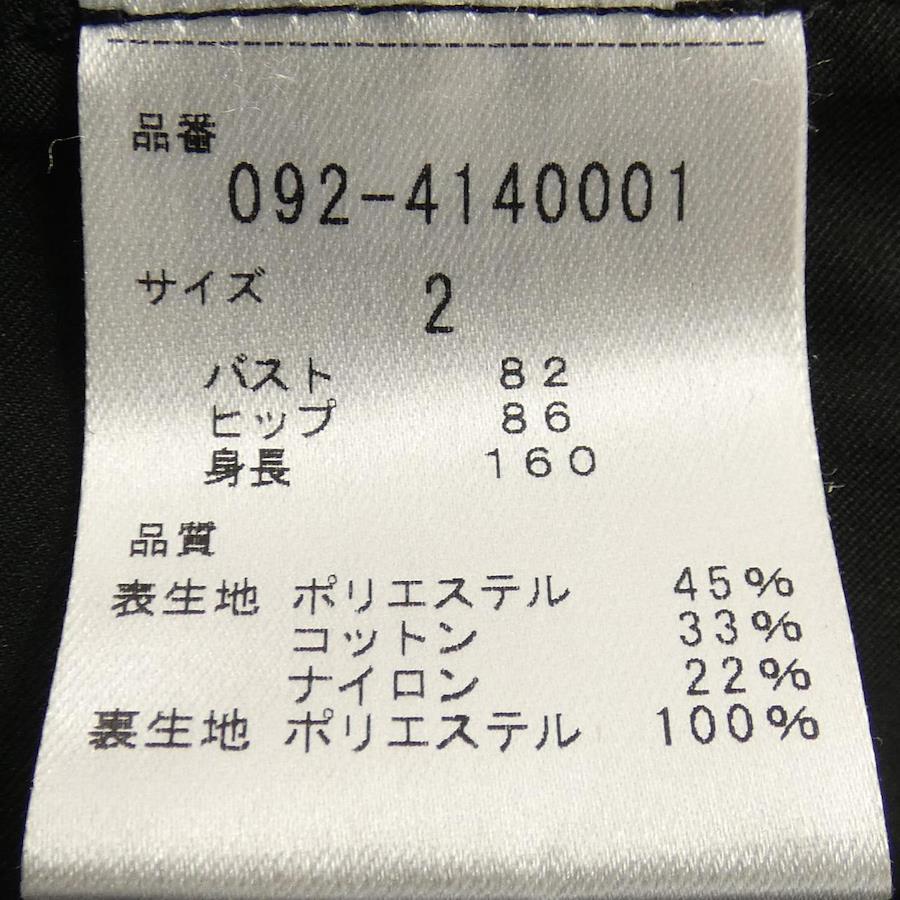 品番
092-4140001
サイズ 2
バスト 82
ヒップ 86
身長 160
品質
表生地 ポリエステル 45%
コットン 33%
ナイロン 22%
裏生地 ポリエステル 100%